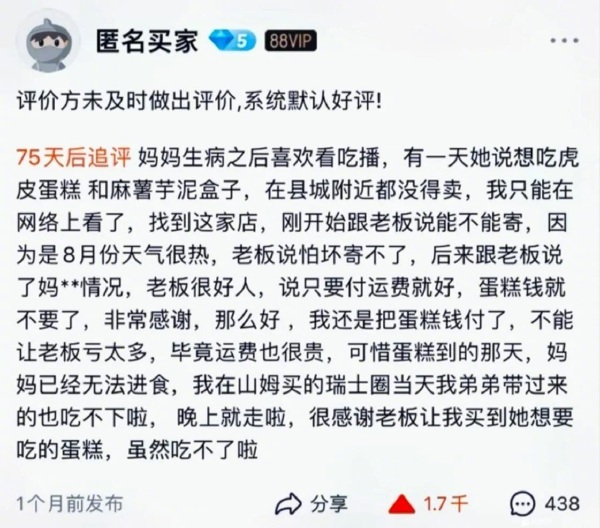 匿名买家 5 88VIP
评价方未及时做出评价,系统默认好评!
75天后追评 妈妈生病之后喜欢看吃播，有一天她说想吃虎
皮蛋糕 和麻薯芋泥盒子，在县城附近都没得卖，我只能在
网络上看了，找到这家店，刚开始跟老板说能不能寄，因
为是8月份天气很热，老板说怕坏寄不了，后来跟老板说
了妈**情况，老板很好人，说只要付运费就好，蛋糕钱就
不要了，非常感谢，那么好 ，我还是把蛋糕钱付了，不能
让老板亏太多，毕竟运费也很贵，可惜蛋糕到的那天，妈
妈已经无法进食，我在山姆买的瑞士圈当天我弟弟带过来
的也吃不下啦， 晚上就走啦，很感谢老板让我买到她想要
吃的蛋糕，虽然吃不了啦
1个月前发布 分享 1.7千 438